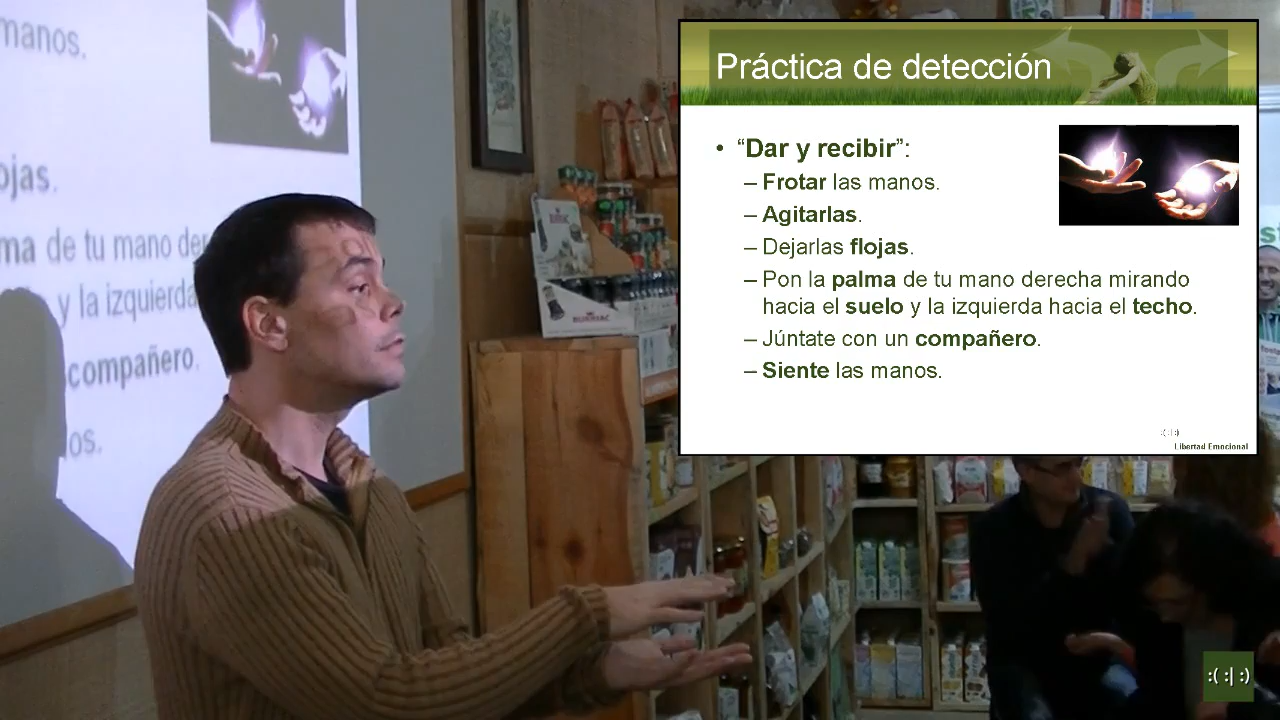 manos.
ojas.
ma de tu mano der
y la izquierda
compañero.
os.
Práctica de detección
• “Dar y recibir”:
– Frotar las manos.
– Agitarlas.
– Dejarlas flojas.
– Pon la palma de tu mano derecha mirando
hacia el suelo y la izquierda hacia el techo.
– Júntate con un compañero.
– Siente las manos.
:( :| :)
Libertad Emocional
:( :| :)